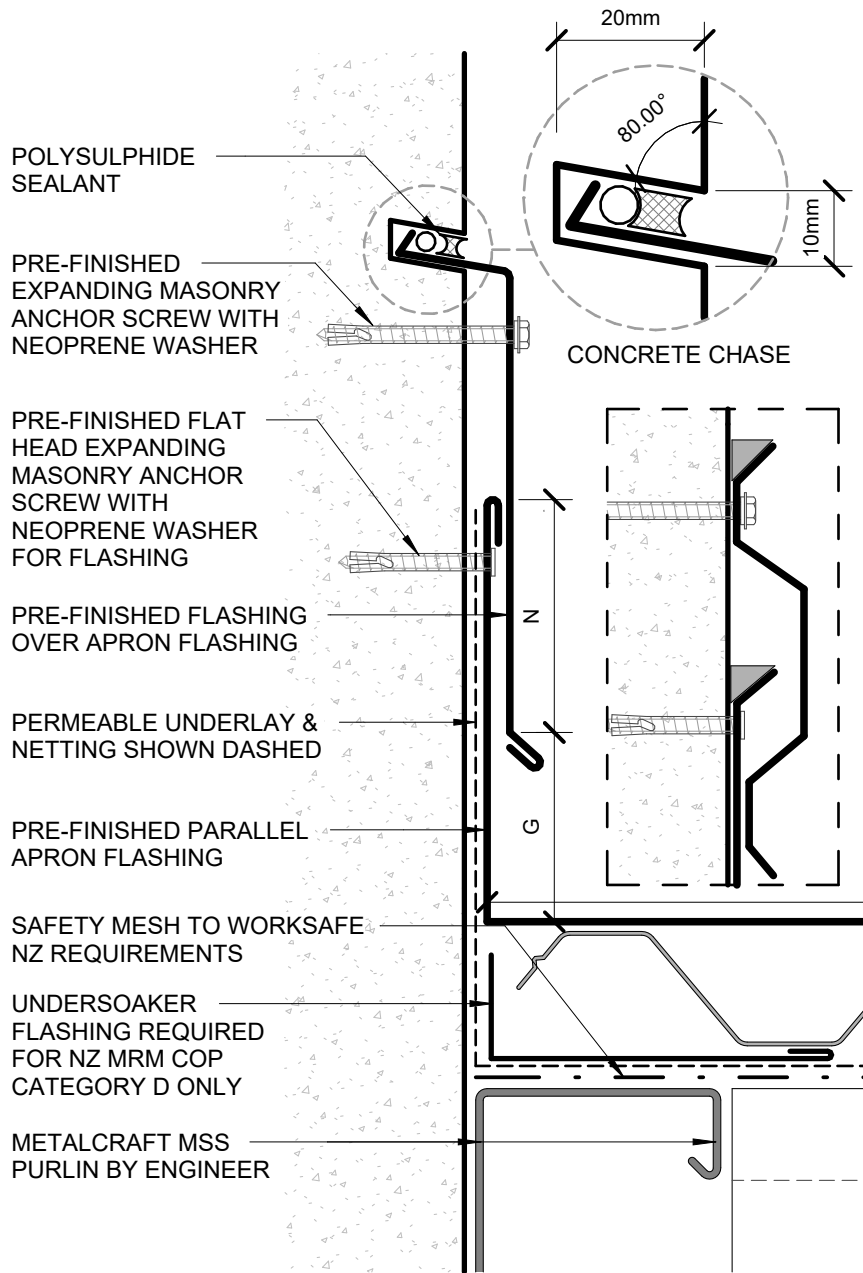 20mm
80.00°
10mm
CONCRETE CHASE
POLYSULPHIDE
SEALANT
PRE-FINISHED
EXPANDING MASONRY
ANCHOR SCREW WITH
NEOPRENE WASHER
PRE-FINISHED FLAT
HEAD EXPANDING
MASONRY ANCHOR
SCREW WITH
NEOPRENE WASHER
FOR FLASHING
PRE-FINISHED FLASHING
OVER APRON FLASHING
N
PERMEABLE UNDERLAY &
NETTING SHOWN DASHED
PRE-FINISHED PARALLEL
APRON FLASHING
G
SAFETY MESH TO WORKSAFE
NZ REQUIREMENTS
UNDERSOAKER
FLASHING REQUIRED
FOR NZ MRM COP
CATEGORY D ONLY
METALCRAFT MSS
PURLIN BY ENGINEER